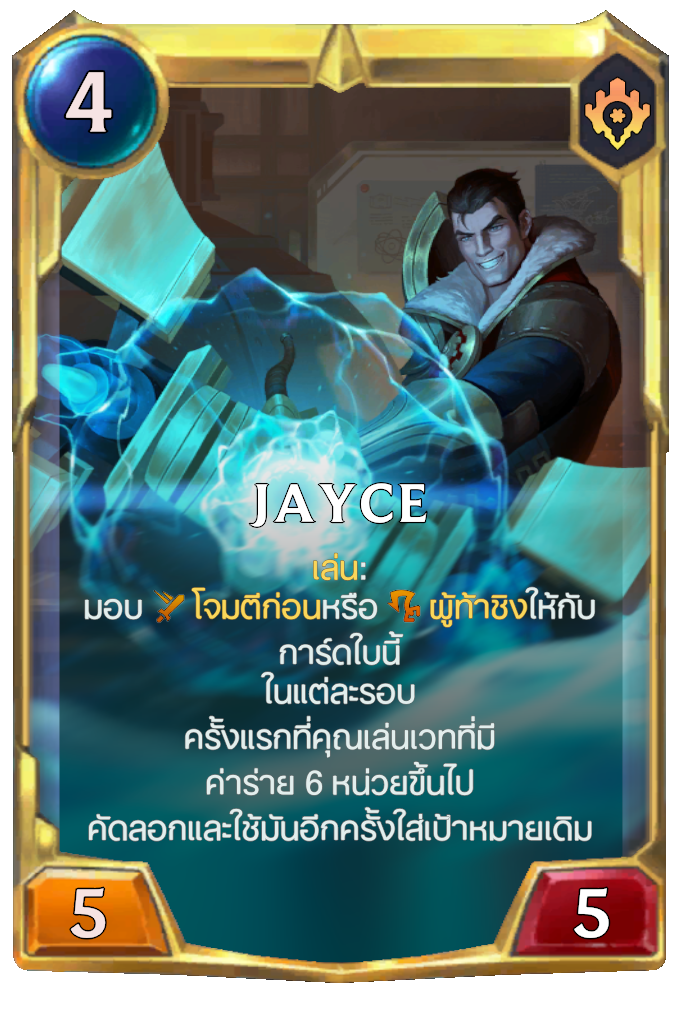 4
JAYCE
เล่น:
มอบ โจมตีก่อนหรือ ผู้ท้าชิงให้กับ
การ์ดใบนี้
ในแต่ละรอบ
ครั้งแรกที่คุณเล่นเวทที่มี
ค่าร่าย 6 หน่วยขึ้นไป
คัดลอกและใช้มันอีกครั้งใส่เป้าหมายเดิม
5
5